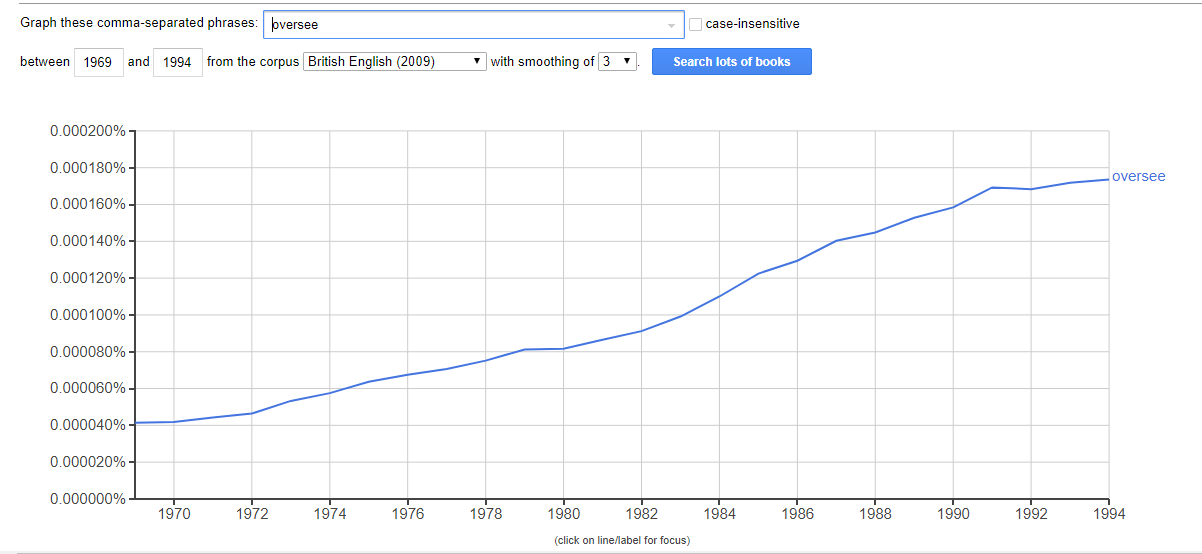 Graph these comma-separated phrases: oversee case-insensitive
between 1969 and 1994 from the corpus British English (2009) with smoothing of 3 . Search lots of books
0.000200%
0.000180%
oversee
0.000160%
0.000140%
0.000120%
0.000100%
0.000080%
0.000060%
0.000040%
0.000020%
0.000000%
1970 1972 1974 1976 1978 1980 1982 1984 1986 1988 1990 1992 1994
(click on line/label for focus)